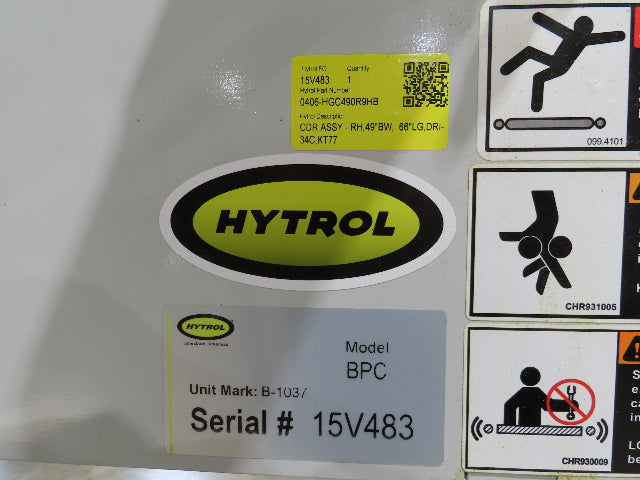 Hytrol FO Quantity
15V483 1
Hytrol Part Number
0406-HGC490R9HB
Hytrol Description
CDR ASSY - RH,49"BW, 66"LG,DRI-
34C,KT77
HYTROL
HYTROL
Model
BPC
Unit Mark: B-1037
Serial # 15V483
099.4101
CHR931005
CHR930009